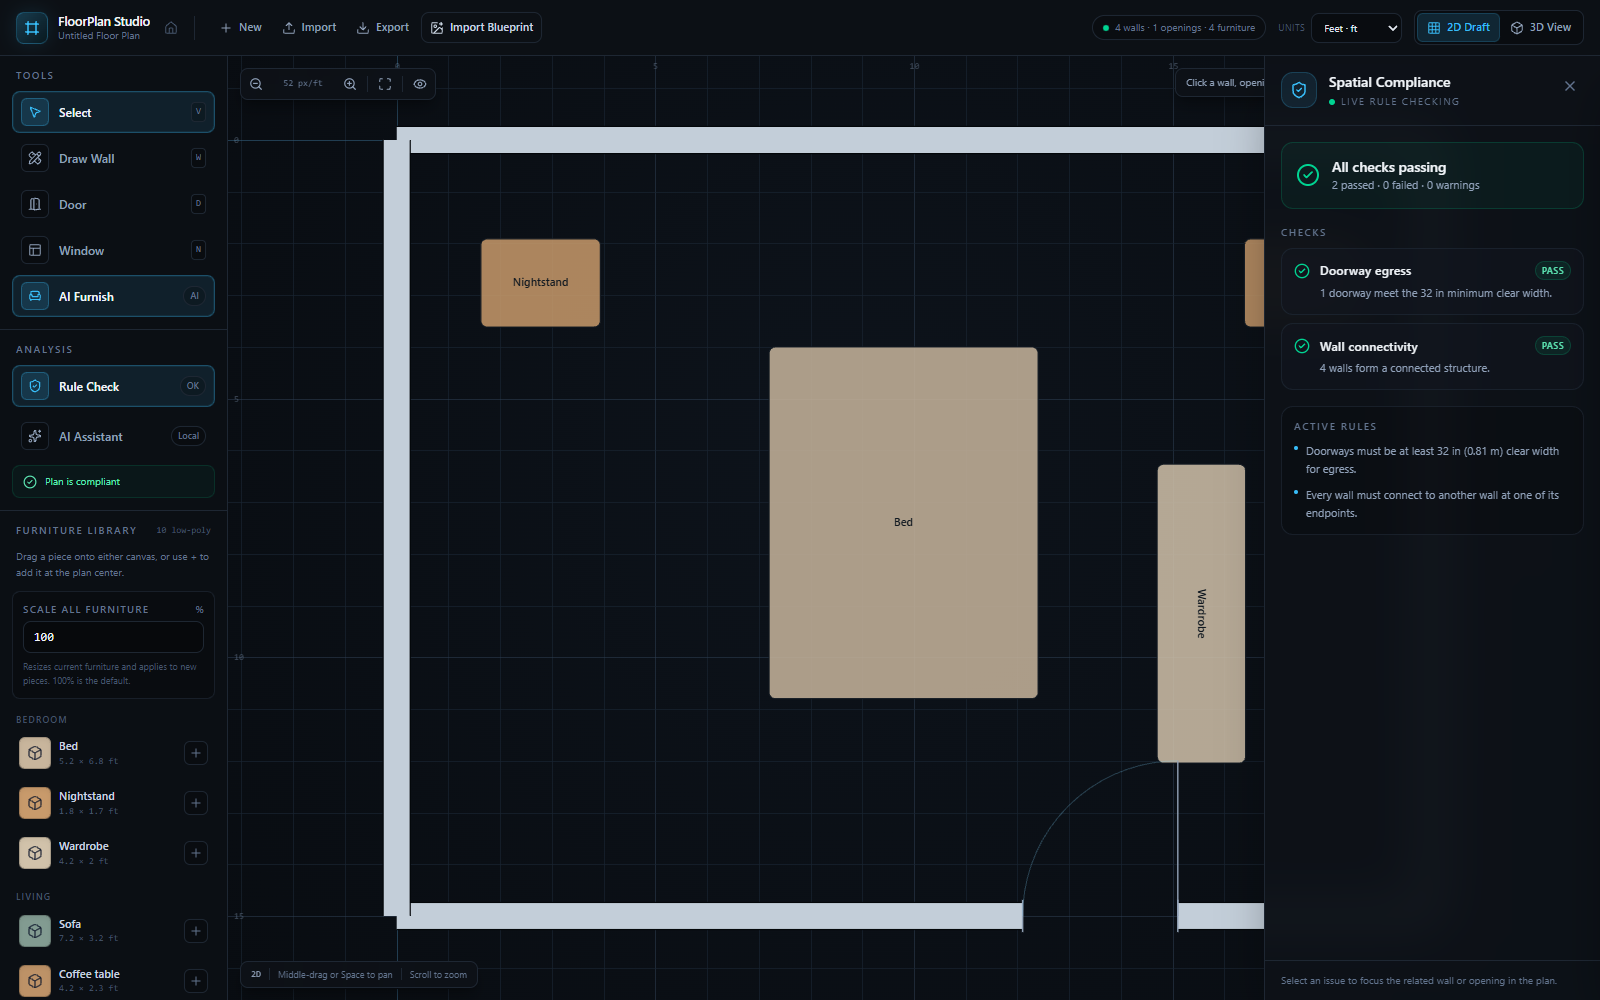 FloorPlan Studio
Untitled Floor Plan
New
Import
Export
Import Blueprint
4 walls · 1 openings · 4 furniture
UNITS
Feet · ft
2D Draft
3D View
TOOLS
Select
V
Draw Wall
W
Door
D
Window
N
AI Furnish
AI
ANALYSIS
Rule Check
OK
AI Assistant
Local
Plan is compliant
FURNITURE LIBRARY
10 low-poly
Drag a piece onto either canvas, or use + to
add it at the plan center.
SCALE ALL FURNITURE
%
100
Resizes current furniture and applies to new
pieces. 100% is the default.
BEDROOM
Bed
5.2 × 6.8 ft
Nightstand
1.8 × 1.7 ft
Wardrobe
4.2 × 2 ft
LIVING
Sofa
7.2 × 3.2 ft
Coffee table
4.2 × 2.3 ft
52 px/ft
0
5
10
15
Click a wall, openi
0
5
10
15
Nightstand
Bed
Wardrobe
2D
Middle-drag or Space to pan
Scroll to zoom
Spatial Compliance
LIVE RULE CHECKING
All checks passing
2 passed · 0 failed · 0 warnings
CHECKS
Doorway egress
PASS
1 doorway meet the 32 in minimum clear width.
Wall connectivity
PASS
4 walls form a connected structure.
ACTIVE RULES
Doorways must be at least 32 in (0.81 m) clear width
for egress.
Every wall must connect to another wall at one of its
endpoints.
Select an issue to focus the related wall or opening in the plan.